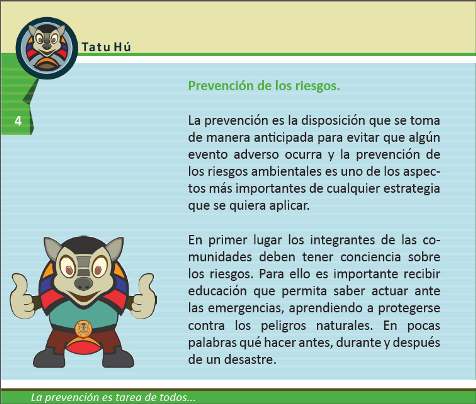 Tatu Hú
Prevención de los riesgos.
4
La prevención es la disposición que se toma
de manera anticipada para evitar que algún
evento adverso ocurra y la prevención de
los riesgos ambientales es uno de los aspec-
tos más importantes de cualquier estrategia
que se quiera aplicar.
En primer lugar los integrantes de las co-
munidades deben tener conciencia sobre
los riesgos. Para ello es importante recibir
educación que permita saber actuar ante
las emergencias, aprendiendo a protegerse
contra los peligros naturales. En pocas
palabras qué hacer antes, durante y después
de un desastre.
La prevención es tarea de todos...